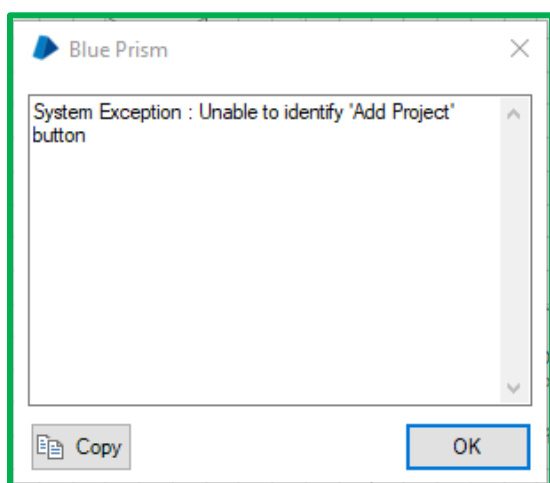 Blue Prism
System Exception : Unable to identify 'Add Project'
button
Copy
OK